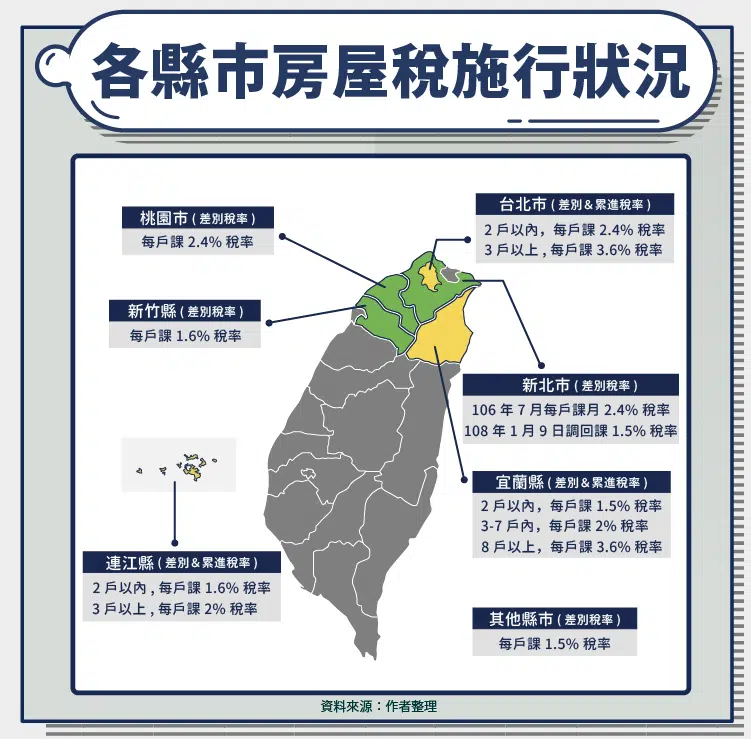 各縣市房屋稅施行狀況
台北市 ( 差別＆累進稅率 )
2 戶以內，每戶課 2.4% 稅率
3 戶以上 , 每戶課 3.6% 稅率
桃園市 ( 差別稅率 )
每戶課 2.4% 稅率
新竹縣 ( 差別稅率 )
每戶課 1.6% 稅率
新北市 ( 差別稅率 )
106 年 7 月每戶課月 2.4% 稅率
108 年 1 月 9 日調回課 1.5% 稅率
宜蘭縣 ( 差別＆累進稅率 )
2 戶以內，每戶課 1.5% 稅率
3-7 戶內，每戶課 2% 稅率
8 戶以上，每戶課 3.6% 稅率
連江縣 ( 差別＆累進稅率 )
2 戶以內 , 每戶課 1.6% 稅率
3 戶以上 , 每戶課 2% 稅率
其他縣市 ( 差別稅率 )
每戶課 1.5% 稅率
資料來源：作者整理